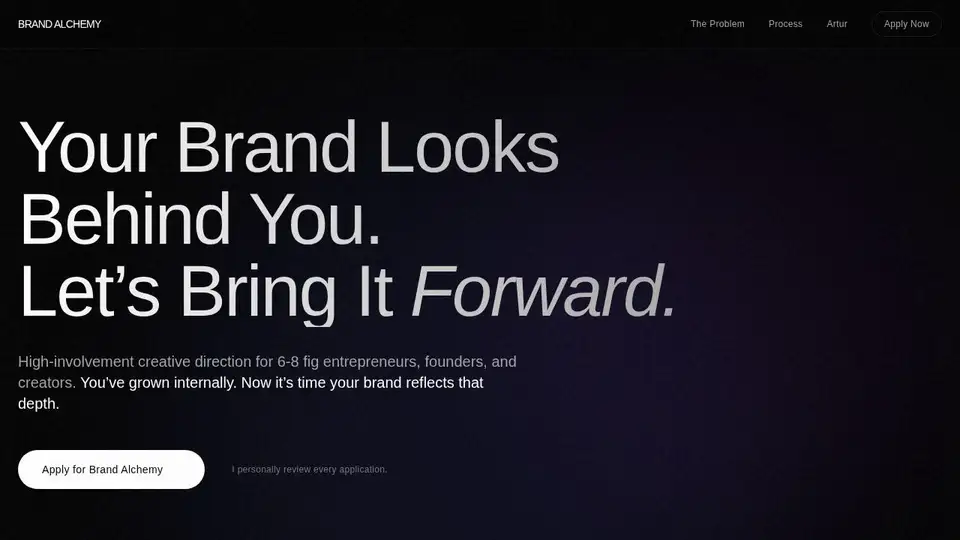 BRAND ALCHEMY
The Problem
Process
Artur
Apply Now
Your Brand Looks
Behind You.
Let’s Bring It Forward.
High-involvement creative direction for 6-8 fig entrepreneurs, founders, and
creators. You’ve grown internally. Now it’s time your brand reflects that
depth.
Apply for Brand Alchemy
I personally review every application.